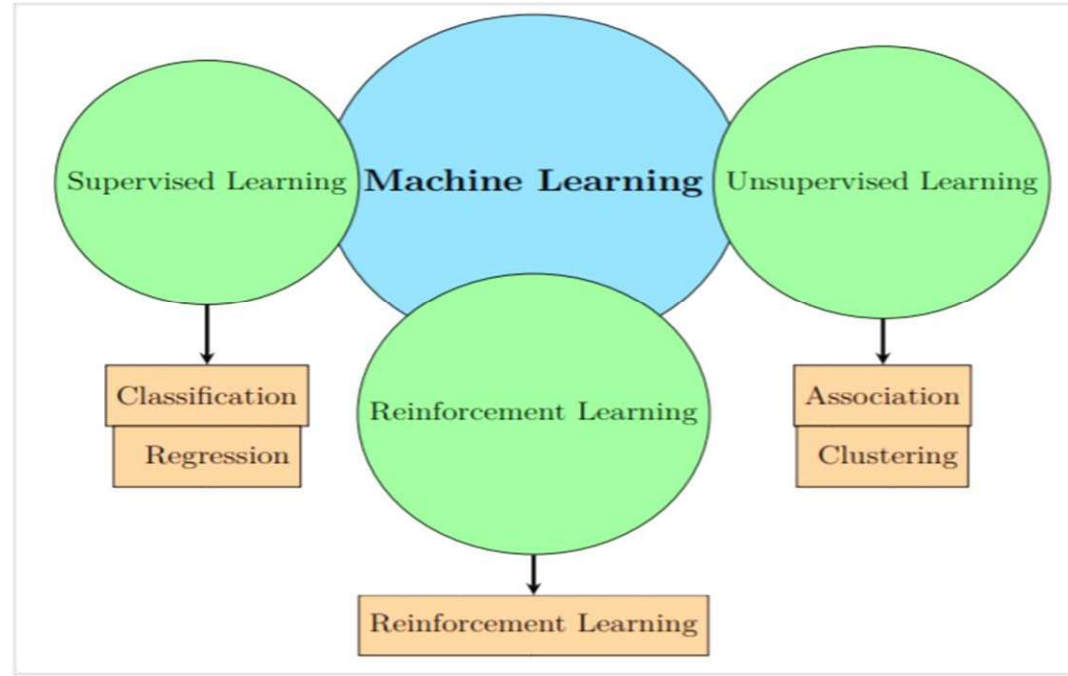 Supervised Learning
Machine Learning
Unsupervised Learning
Classification
Regression
Reinforcement Learning
Association
Clustering
Reinforcement Learning